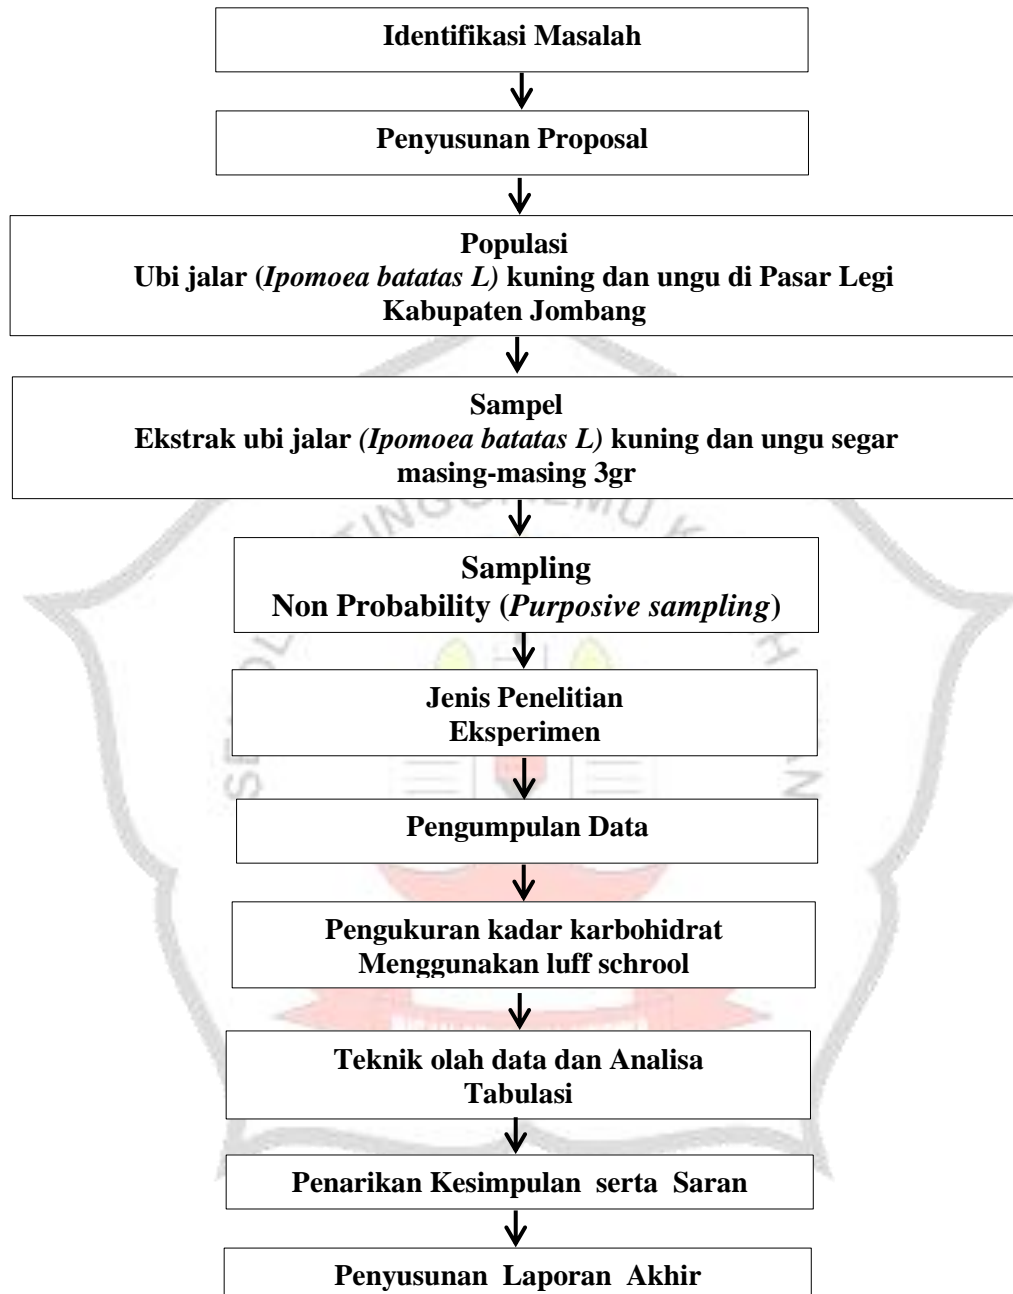 Identifikasi Masalah
Penyusunan Proposal
Populasi
Ubi jalar (Ipomoea batatas L) kuning dan ungu di Pasar Legi
Kabupaten Jombang
Sampel
Ekstrak ubi jalar (Ipomoea batatas L) kuning dan ungu segar
masing-masing 3gr
Sampling
Non Probability (Purposive sampling)
Jenis Penelitian
Eksperimen
Pengumpulan Data
Pengukuran kadar karbohidrat
Menggunakan luff schrool
Teknik olah data dan Analisa
Tabulasi
Penarikan Kesimpulan serta Saran
Penyusunan Laporan Akhir